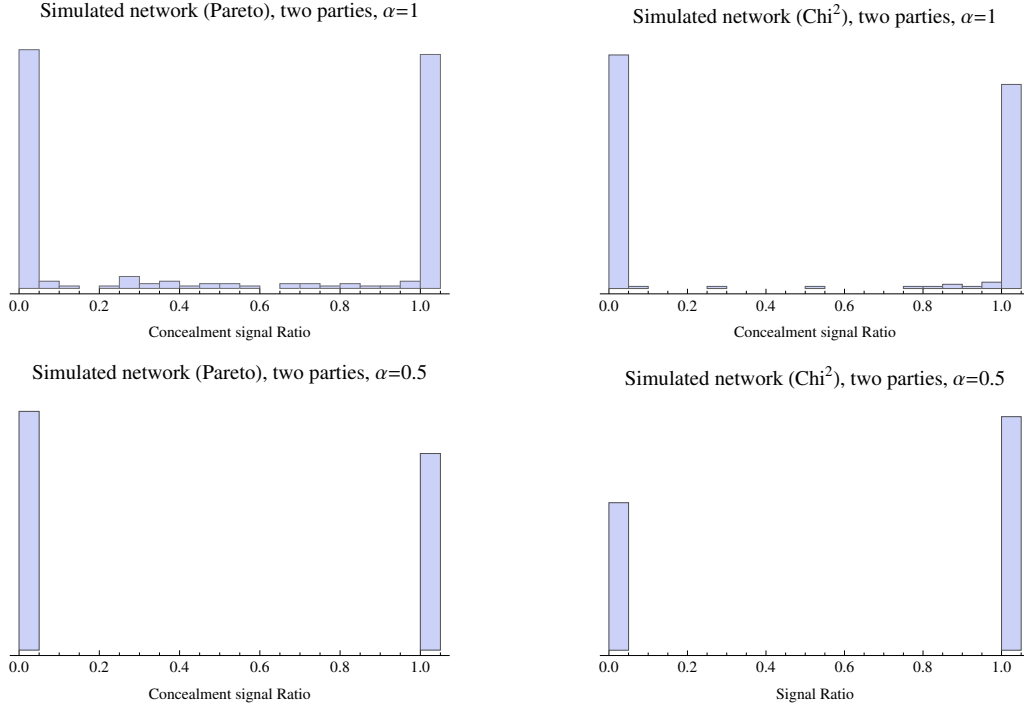 Simulated network (Pareto), two parties, α=1
0.0 0.2 0.4 0.6 0.8 1.0
Concealment signal Ratio
Simulated network (Chi²), two parties, α=1
0.0 0.2 0.4 0.6 0.8 1.0
Concealment signal Ratio
Simulated network (Pareto), two parties, α=0.5
0.0 0.2 0.4 0.6 0.8 1.0
Concealment signal Ratio
Simulated network (Chi²), two parties, α=0.5
0.0 0.2 0.4 0.6 0.8 1.0
Signal Ratio